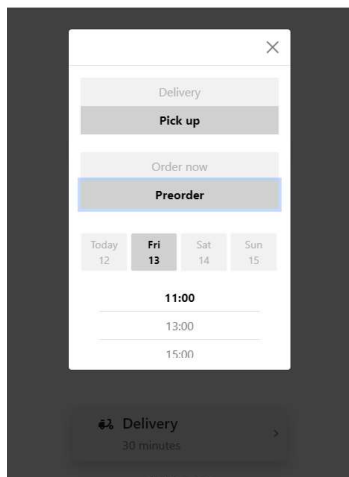 Delivery
Pick up
Order now
Preorder
Today Fri Sat Sun
12 13 14 15
11:00
13:00
15:00
Delivery
30 minutes